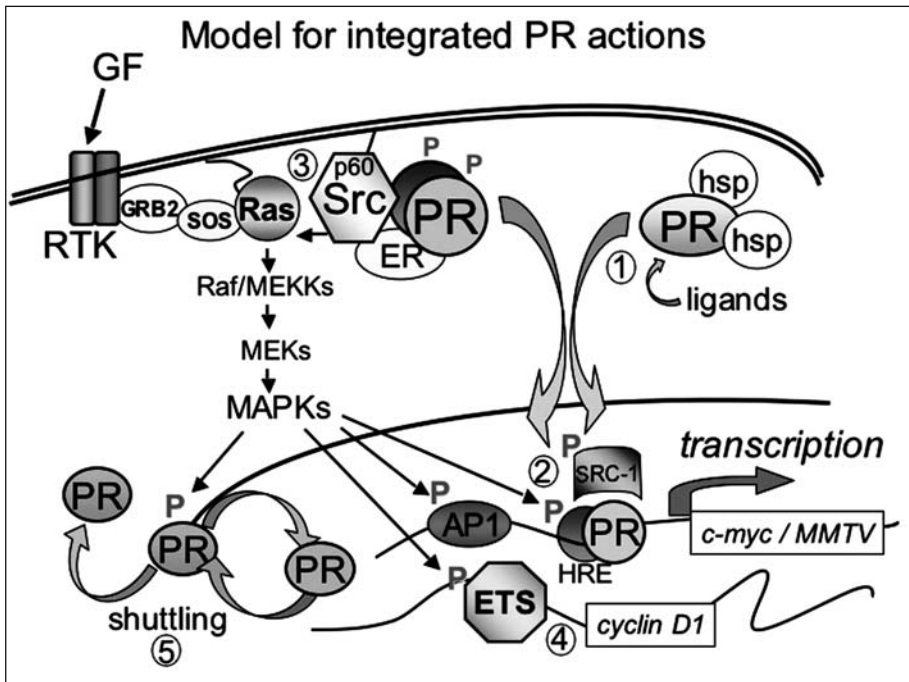 Model for integrated PR actions
GF
RTK
GRB2
SOS
Ras
③
p60
Src
P
P
PR
ER
hsp
PR
hsp
①
ligands
Raf/MEKKs
MEKs
MAPKs
②
P
SRC-1
transcription
P
PR
HRE
c-myc / MMTV
P
AP1
P
ETS
④
cyclin D1
PR
P
PR
PR
shuttling
⑤